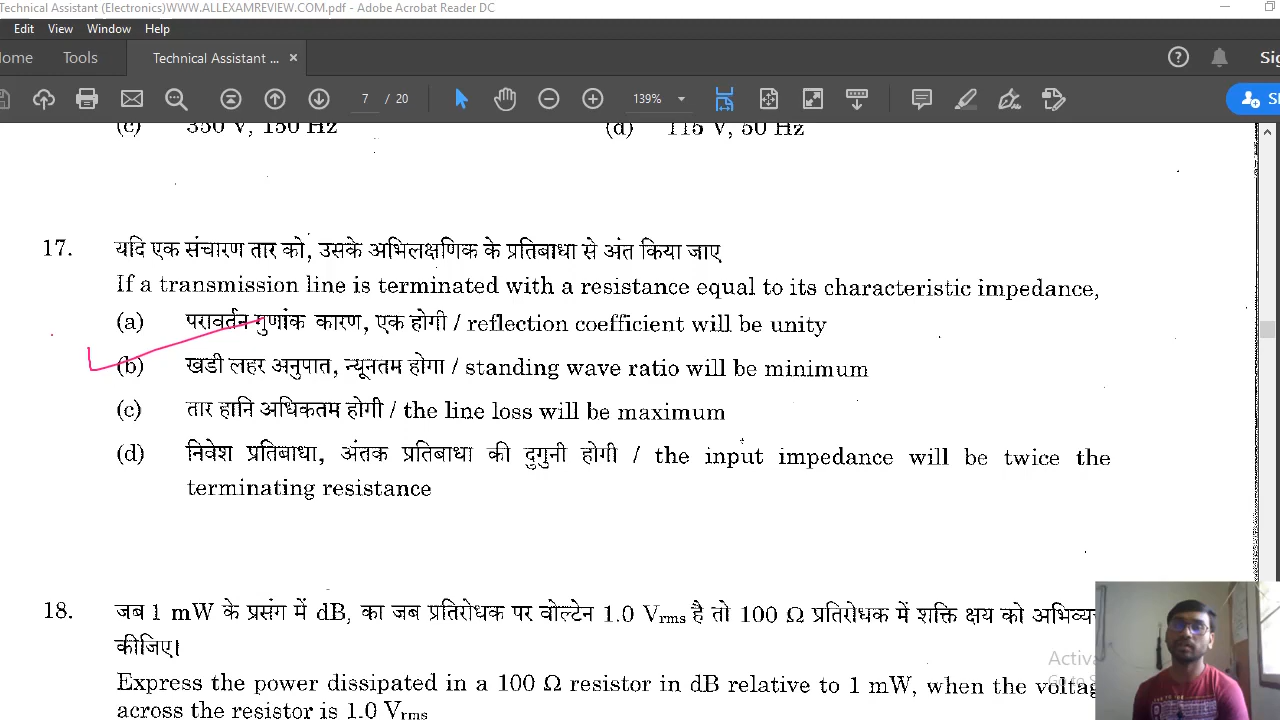 Technical Assistant (Electronics)WWW.ALLEXAMREVIEW.COM.pdf - Adobe Acrobat Reader DC
Edit View Window Help
ome Tools Technical Assistant ... × Sig
7 / 20 139%
(c) 350 V, 150 Hz (d) 115 V, 50 Hz
17. यदि एक संचारण तार को, उसके अभिलक्षणिक के प्रतिबाधा से अंत किया जाए
If a transmission line is terminated with a resistance equal to its characteristic impedance,
(a) परावर्तन गुणांक कारण, एक होगी / reflection coefficient will be unity
(b) खडी लहर अनुपात, न्यूनतम होगा / standing wave ratio will be minimum
(c) तार हानि अधिकतम होगी / the line loss will be maximum
(d) निवेश प्रतिबाधा, अंतक प्रतिबाधा की दुगुनी होगी / the input impedance will be twice the
terminating resistance
18. जब 1 mW के प्रसंग में dB, का जब प्रतिरोधक पर वोल्टेन 1.0 Vrms है तो 100 Ω प्रतिरोधक में शक्ति क्षय को अभिव्य
कीजिए।
Activa
Express the power dissipated in a 100 Ω resistor in dB relative to 1 mW, when the voltag
across the resistor is 1.0 Vrms